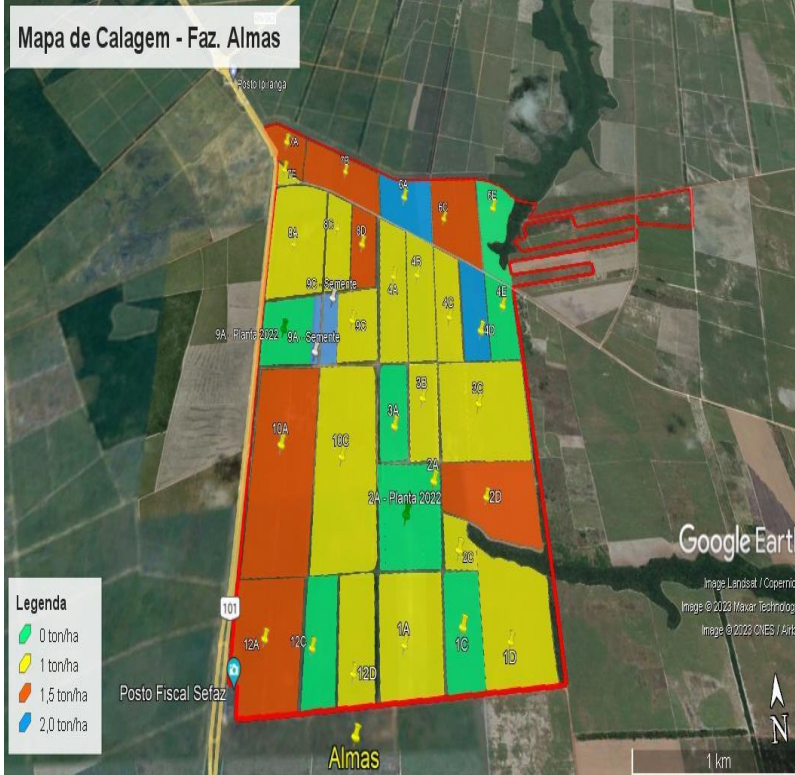 Mapa de Calagem - Faz. Almas
Posto Ipiranga
7A
7B
7E
6A
6C
6E
8A
8C
8D
4A
4B
4C
4D
4E
9C - Semente
9C
9A - Planta 2022
9A - Semente
10A
10C
3A
3B
3C
2A
2A - Planta 2022
2D
2C
Google Earth
Image Landsat / Copernic
Image © 2023 Maxar Technolog
Image © 2023 CNES / Airb
Legenda
0 ton/ha
1 ton/ha
1,5 ton/ha
2,0 ton/ha
101
12A
12C
12D
1A
1C
1D
Posto Fiscal Sefaz
Almas
N
1 km